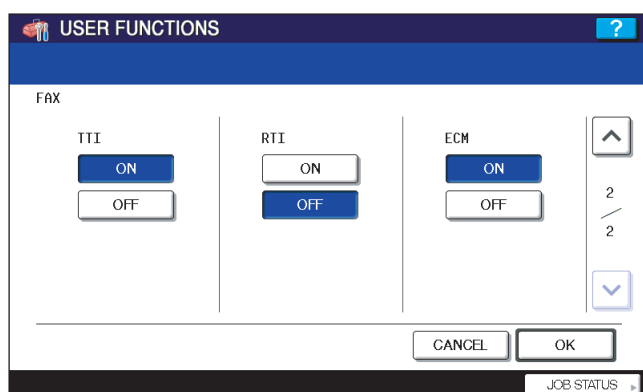 USER FUNCTIONS ?
FAX
TTI RTI ECM
ON ON ON
OFF OFF OFF
2
2
CANCEL OK
JOB STATUS